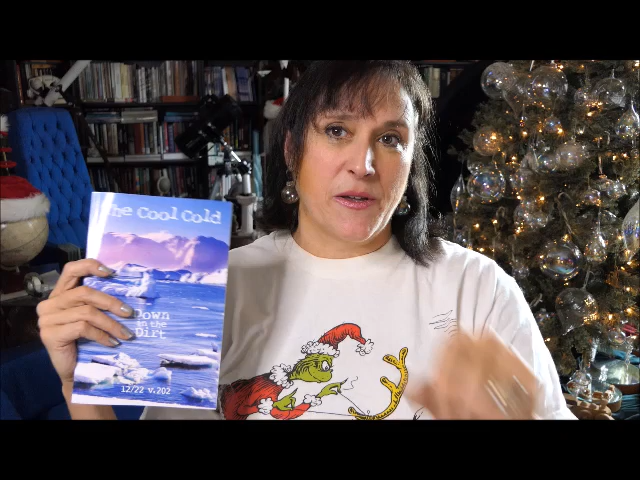 The Cool Cold
Down
in the
Dirt
12/22 v.202